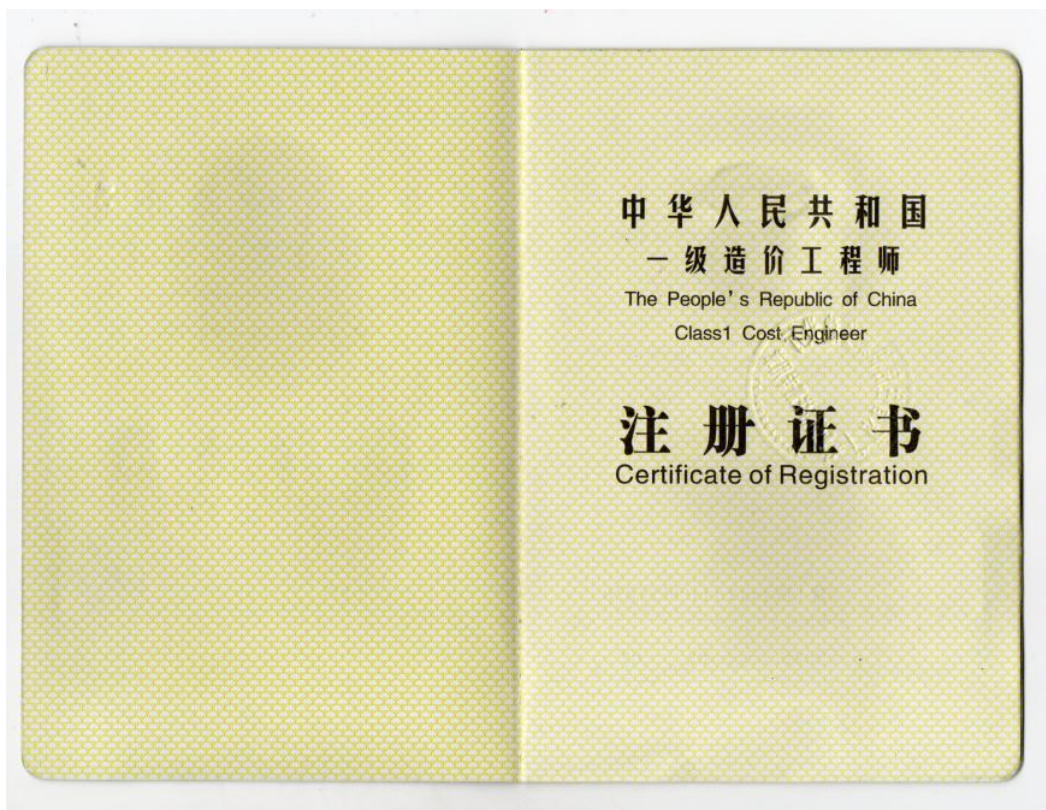 中华人民共和国
一级造价工程师
The People's Republic of China
Class1 Cost Engineer
注册证书
Certificate of Registration